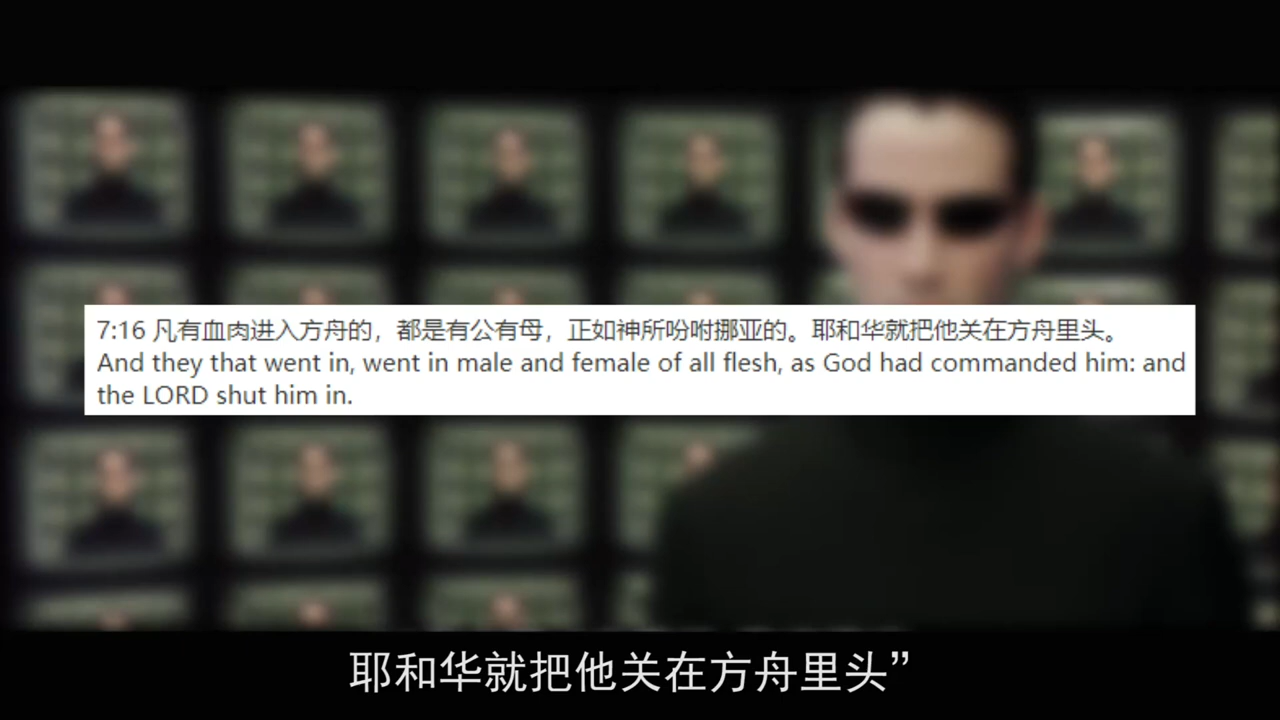 7:16 凡有血肉进入方舟的，都是有公有母，正如神所吩咐挪亚的。耶和华就把他关在方舟里头。
And they that went in, went in male and female of all flesh, as God had commanded him: and
the LORD shut him in.
耶和华就把他关在方舟里头”